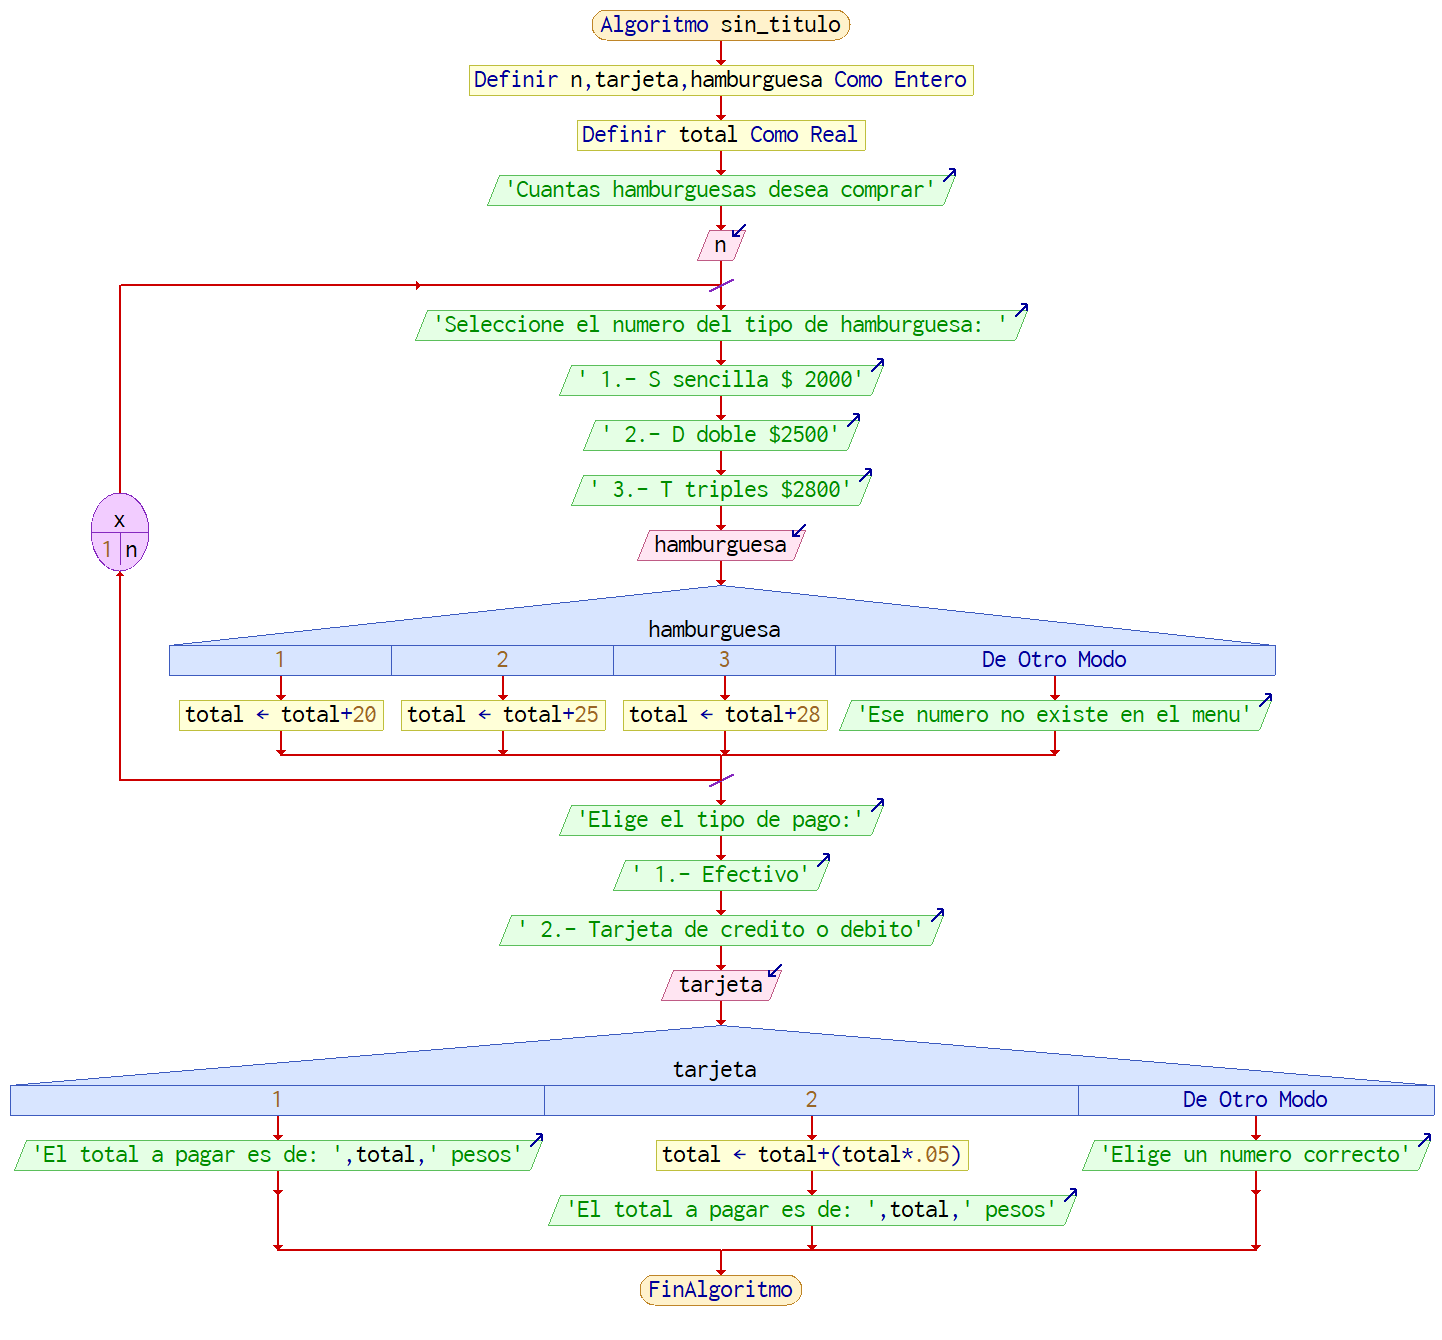 Algoritmo sin_titulo
Definir n,tarjeta,hamburguesa Como Entero
Definir total Como Real
'Cuantas hamburguesas desea comprar'
n
'Seleccione el numero del tipo de hamburguesa: '
' 1.- S sencilla $ 2000'
' 2.- D doble $2500'
' 3.- T triples $2800'
x
1 n
hamburguesa
hamburguesa
1 2 3 De Otro Modo
total ← total+20 total ← total+25 total ← total+28 'Ese numero no existe en el menu'
'Elige el tipo de pago:'
' 1.- Efectivo'
' 2.- Tarjeta de credito o debito'
tarjeta
tarjeta
1 2 De Otro Modo
'El total a pagar es de: ',total,' pesos' total ← total+(total*.05) 'Elige un numero correcto'
'El total a pagar es de: ',total,' pesos'
FinAlgoritmo